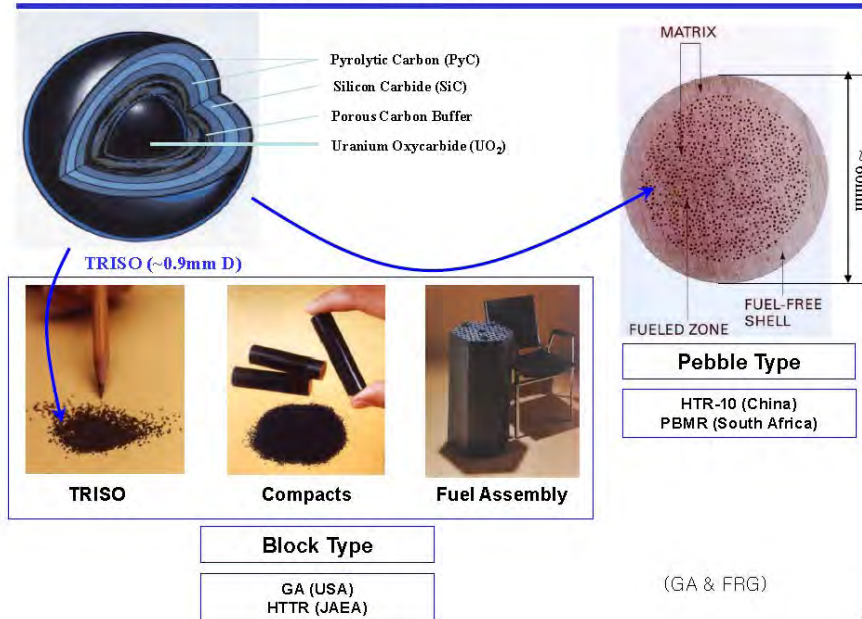 Pyrolytic Carbon (PyC)
Silicon Carbide (SiC)
Porous Carbon Buffer
Uranium Oxycarbide (UO₂)
TRISO (~0.9mm D)
MATRIX
~ 60mm
FUELED ZONE
FUEL-FREE
SHELL
Pebble Type
HTR-10 (China)
PBMR (South Africa)
TRISO
Compacts
Fuel Assembly
Block Type
GA (USA)
HTTR (JAEA)
(GA & FRG)